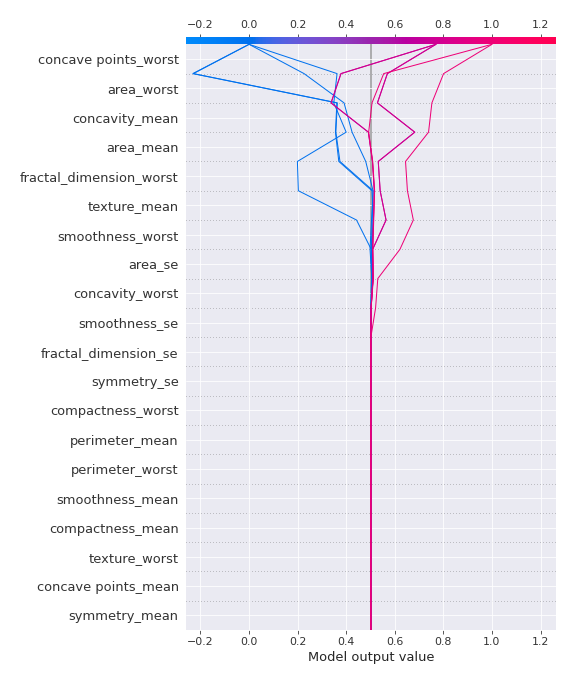 −0.2 0.0 0.2 0.4 0.6 0.8 1.0 1.2
concave points_worst
area_worst
concavity_mean
area_mean
fractal_dimension_worst
texture_mean
smoothness_worst
area_se
concavity_worst
smoothness_se
fractal_dimension_se
symmetry_se
compactness_worst
perimeter_mean
perimeter_worst
smoothness_mean
compactness_mean
texture_worst
concave points_mean
symmetry_mean
−0.2 0.0 0.2 0.4 0.6 0.8 1.0 1.2
Model output value